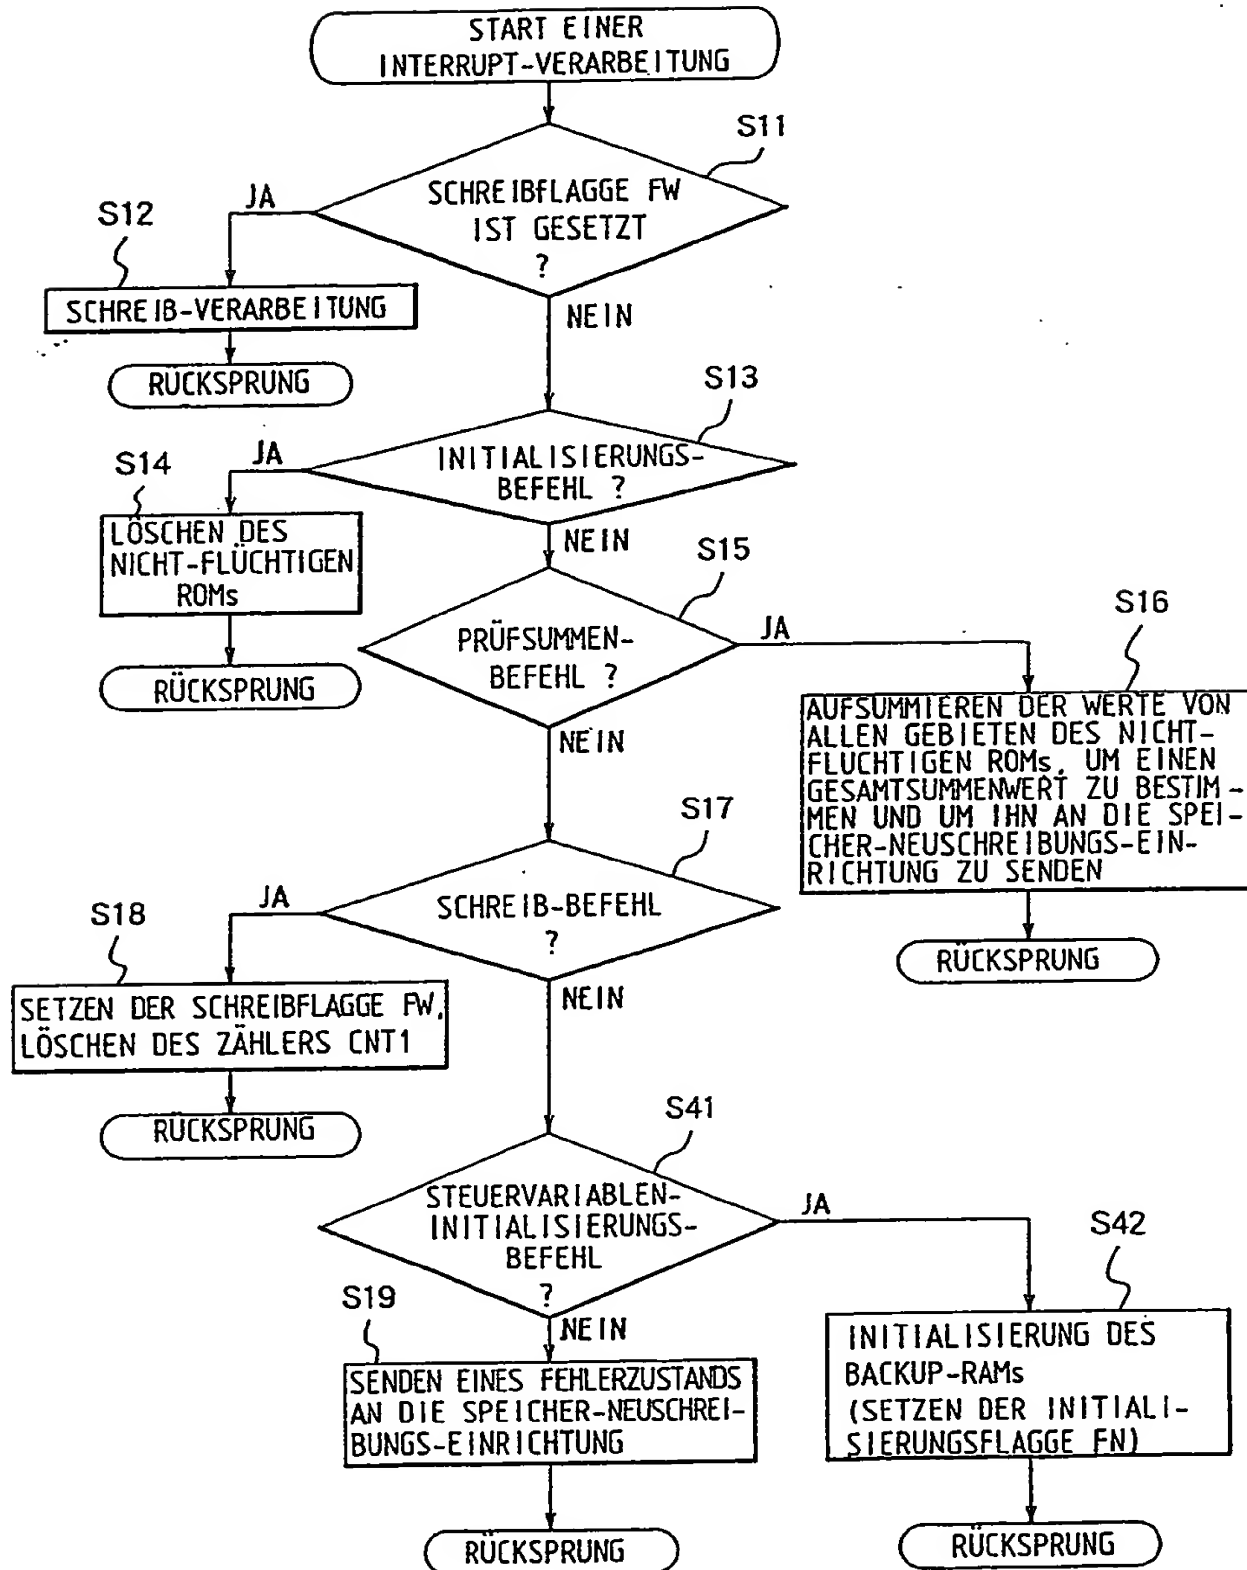 START EINER
INTERRUPT-VERARBEITUNG
S11
SCHREIBFLAGGE FW
IST GESETZT
?
JA
S12
SCHREIB-VERARBEITUNG
NEIN
RÜCKSPRUNG
S13
INITIALISIERUNGS-
BEFEHL ?
JA
S14
LÖSCHEN DES
NICHT-FLÜCHTIGEN
ROMs
NEIN
RÜCKSPRUNG
S15
PRÜFSUMMEN-
BEFEHL ?
JA
S16
AUFSUMMIEREN DER WERTE VON
ALLEN GEBIETEN DES NICHT-
FLUCHTIGEN ROMs, UM EINEN
GESAMTSUMMENWERT ZU BESTIM-
MEN UND UM IHN AN DIE SPEI-
CHER-NEUSCHREIBUNGS-EIN-
RICHTUNG ZU SENDEN
RÜCKSPRUNG
NEIN
S17
SCHREIB-BEFEHL
?
JA
S18
SETZEN DER SCHREIBFLAGGE FW,
LÖSCHEN DES ZÄHLERS CNT1
RÜCKSPRUNG
NEIN
S41
STEUERVARIABLEN-
INITIALISIERUNGS-
BEFEHL
?
JA
S42
INITIALISIERUNG DES
BACKUP-RAMs
(SETZEN DER INITIALI-
SIERUNGSFLAGGE FN)
RÜCKSPRUNG
NEIN
S19
SENDEN EINES FEHLERZUSTANDS
AN DIE SPEICHER-NEUSCHREI-
BUNGS-EINRICHTUNG
RÜCKSPRUNG